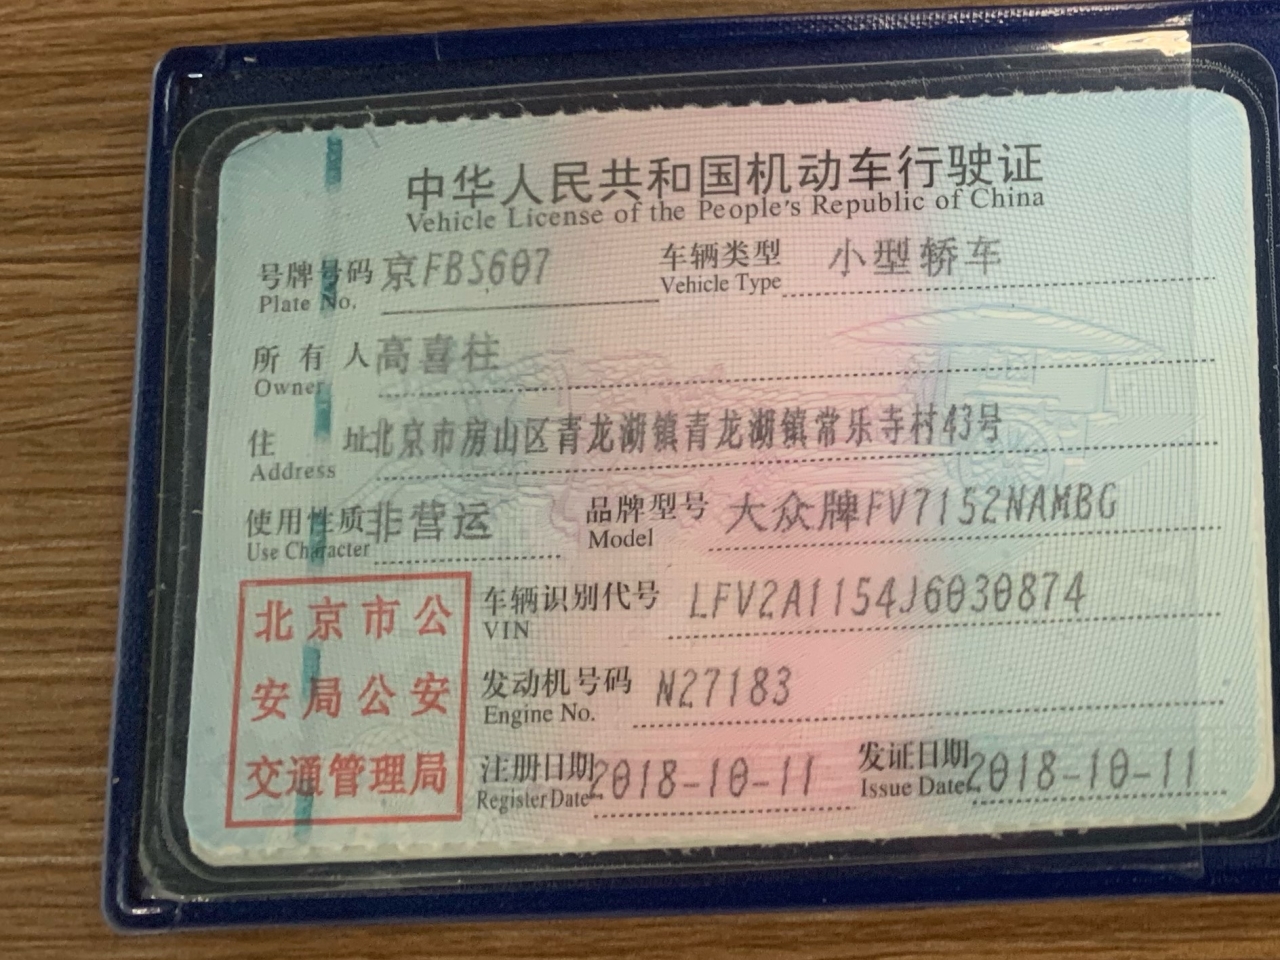 中华人民共和国机动车行驶证
Vehicle License of the People's Republic of China
号牌号码 京FBS607 车辆类型 小型轿车
Plate No. Vehicle Type
所有人 高喜柱
Owner
住址 北京市房山区青龙湖镇青龙湖镇常乐寺村43号
Address
使用性质 非营运 品牌型号 大众牌FV7152NAMBG
Use Character Model
北京市公
安局公安
交通管理局
车辆识别代号 LFV2A1154J6030874
VIN
发动机号码 N27183
Engine No.
注册日期 2018-10-11 发证日期 2018-10-11
Register Date Issue Date